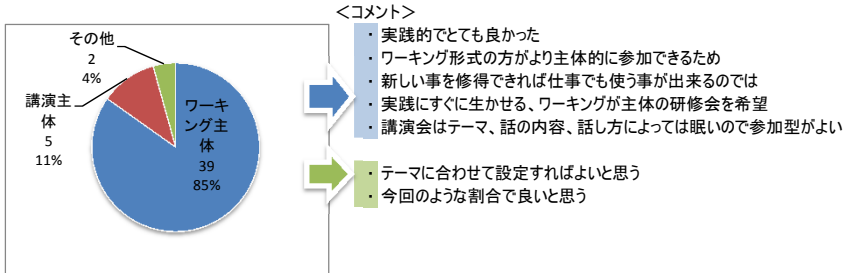 <コメント>
その他
2
4%
講演主
体
5
11%
ワーキ
ング主
体
39
85%
・ 実践的でとても良かった
・ ワーキング形式の方がより主体的に参加できるため
・ 新しい事を修得できれば仕事でも使う事が出来るのでは
・ 実践にすぐに生かせる、ワーキングが主体の研修会を希望
・ 講演会はテーマ、話の内容、話し方によっては眠いので参加型がよい
・ テーマに合わせて設定すればよいと思う
・ 今回のような割合で良いと思う